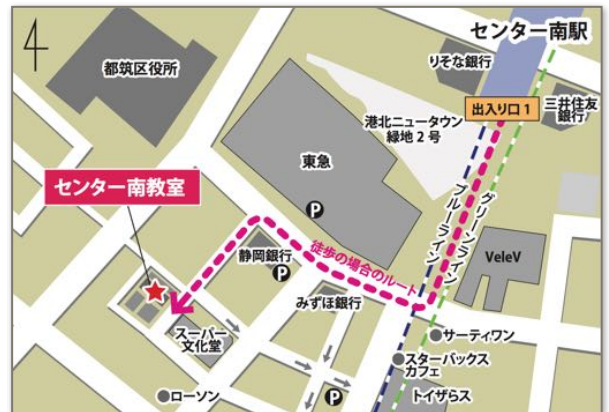 センター南駅
りそな銀行
都筑区役所
出入り口 1
三井住友
銀行
港北ニュータウン
緑地 2 号
東急
センター南教室
P
グリーンライン
ブルーライン
徒歩の場合のルート
静岡銀行
VeleV
P
みずほ銀行
スーパー
文化堂
サーティワン
スターバックス
カフェ
ローソン
P
トイザらス